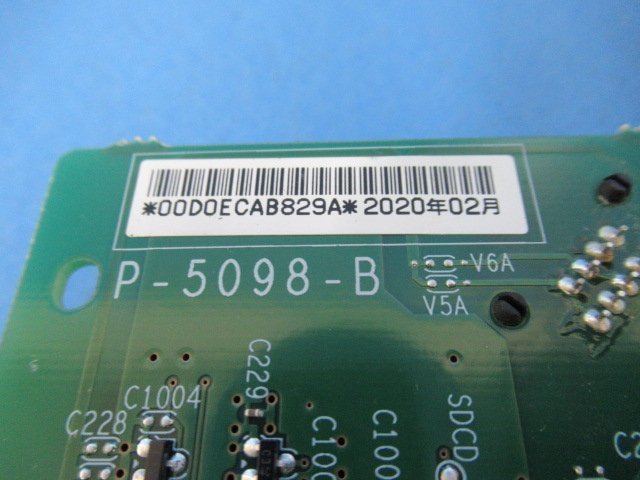 *00D0ECAB829A*2020年02月
P-5098-B
V6A
V5A
C229
C1004
C228
SDCD